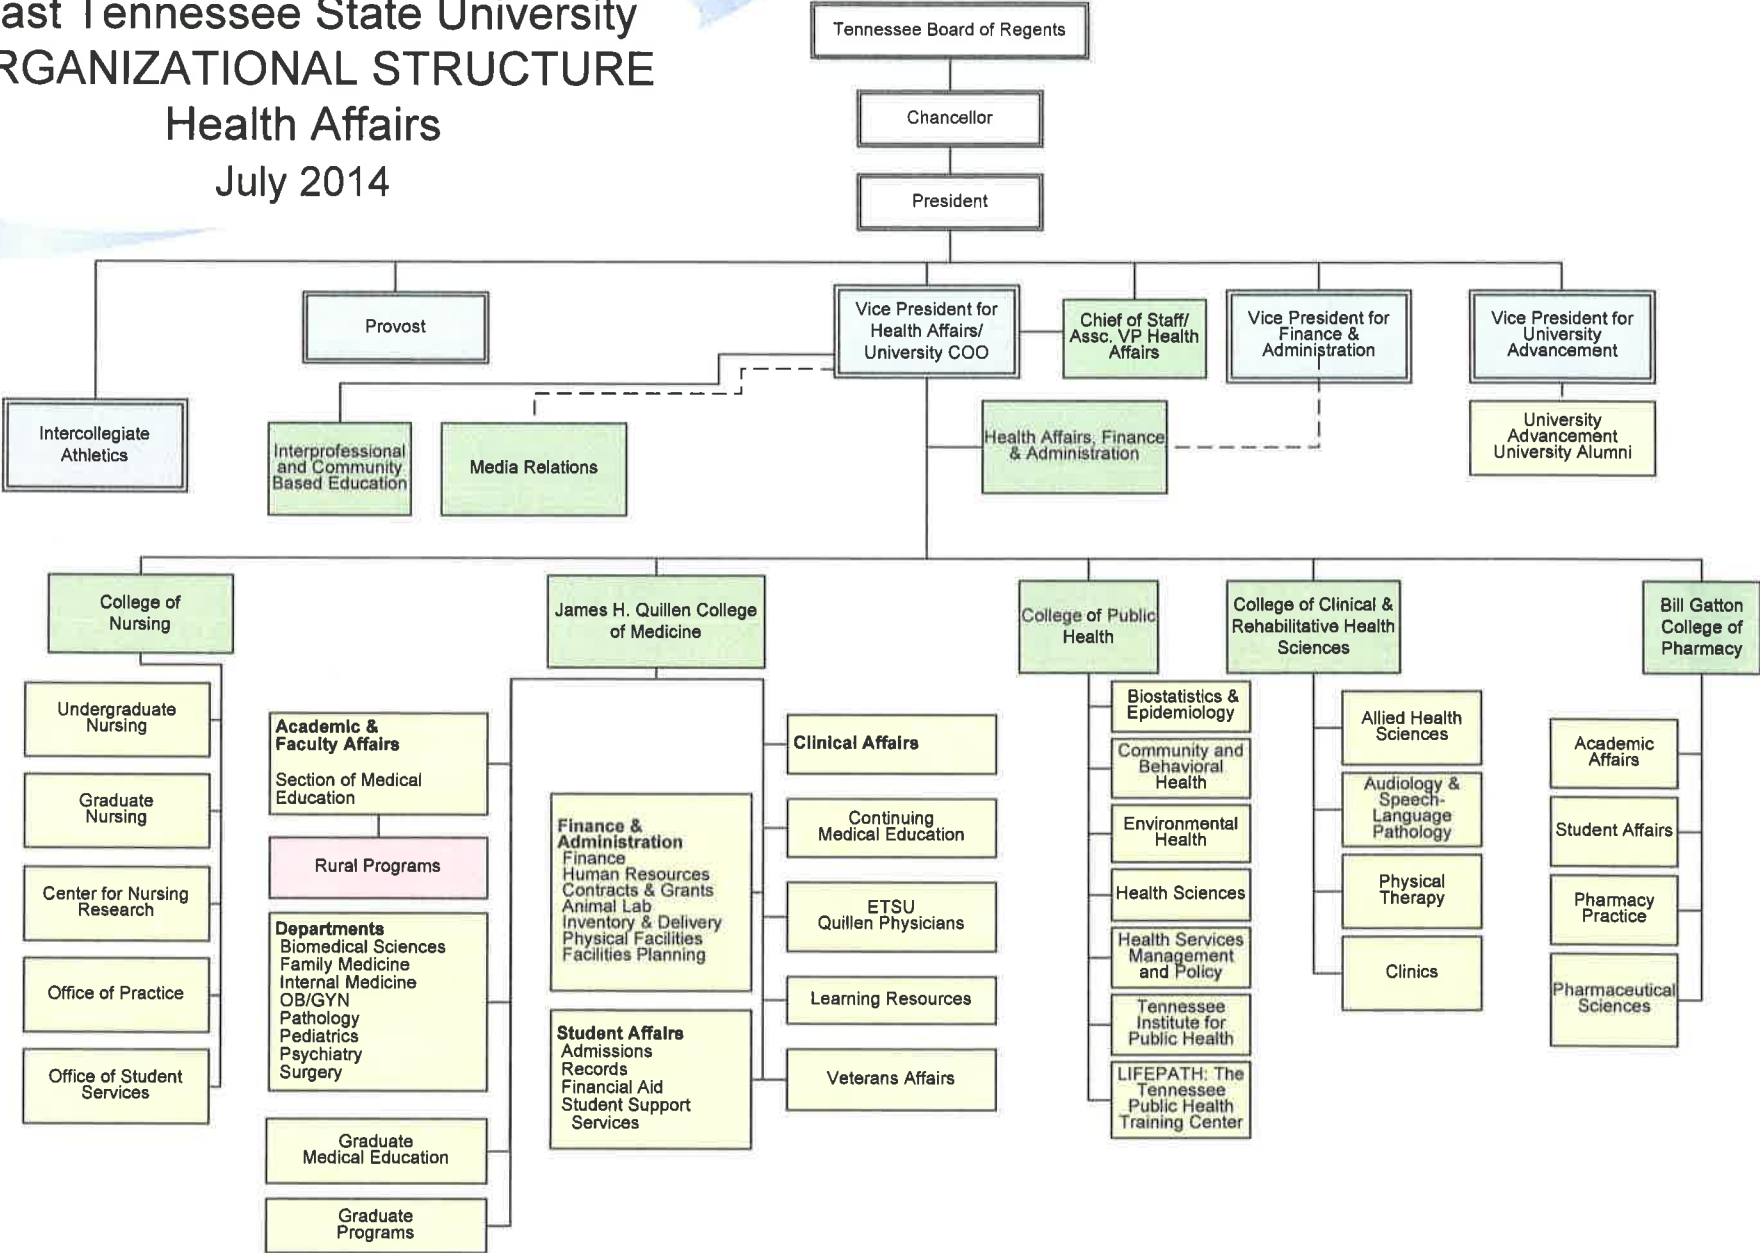 ast Tennessee State University
RGANIZATIONAL STRUCTURE
Health Affairs
July 2014
Tennessee Board of Regents
Chancellor
President
Provost
Vice President for
Health Affairs/
University COO
Chief of Staff/
Assc. VP Health
Affairs
Vice President for
Finance &
Administration
Vice President for
University
Advancement
Intercollegiate
Athletics
Interprofessional
and Community
Based Education
Media Relations
Health Affairs, Finance
& Administration
University
Advancement
University Alumni
College of
Nursing
James H. Quillen College
of Medicine
College of Public
Health
College of Clinical &
Rehabilitative Health
Sciences
Bill Gatton
College of
Pharmacy
Undergraduate
Nursing
Graduate
Nursing
Center for Nursing
Research
Office of Practice
Office of Student
Services
Academic &
Faculty Affairs
Section of Medical
Education
Rural Programs
Departments
Biomedical Sciences
Family Medicine
Internal Medicine
OB/GYN
Pathology
Pediatrics
Psychiatry
Surgery
Graduate
Medical Education
Graduate
Programs
Finance &
Administration
Finance
Human Resources
Contracts & Grants
Animal Lab
Inventory & Delivery
Physical Facilities
Facilities Planning
Student Affairs
Admissions
Records
Financial Aid
Student Support
Services
Clinical Affairs
Continuing
Medical Education
ETSU
Quillen Physicians
Learning Resources
Veterans Affairs
Biostatistics &
Epidemiology
Community and
Behavioral
Health
Environmental
Health
Health Sciences
Health Services
Management
and Policy
Tennessee
Institute for
Public Health
LIFEPATH: The
Tennessee
Public Health
Training Center
Allied Health
Sciences
Audiology &
Speech-
Language
Pathology
Physical
Therapy
Clinics
Academic
Affairs
Student Affairs
Pharmacy
Practice
Pharmaceutical
Sciences